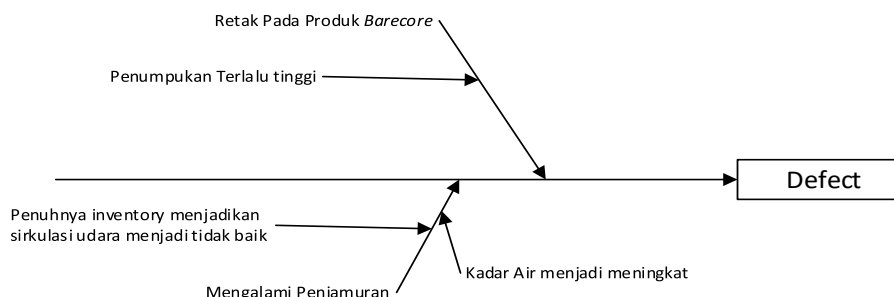 Retak Pada Produk Barecore
Penumpukan Terlalu tinggi
Defect
Penuhnya inventory menjadikan
sirkulasi udara menjadi tidak baik
Kadar Air menjadi meningkat
Mengalami Penjamuran